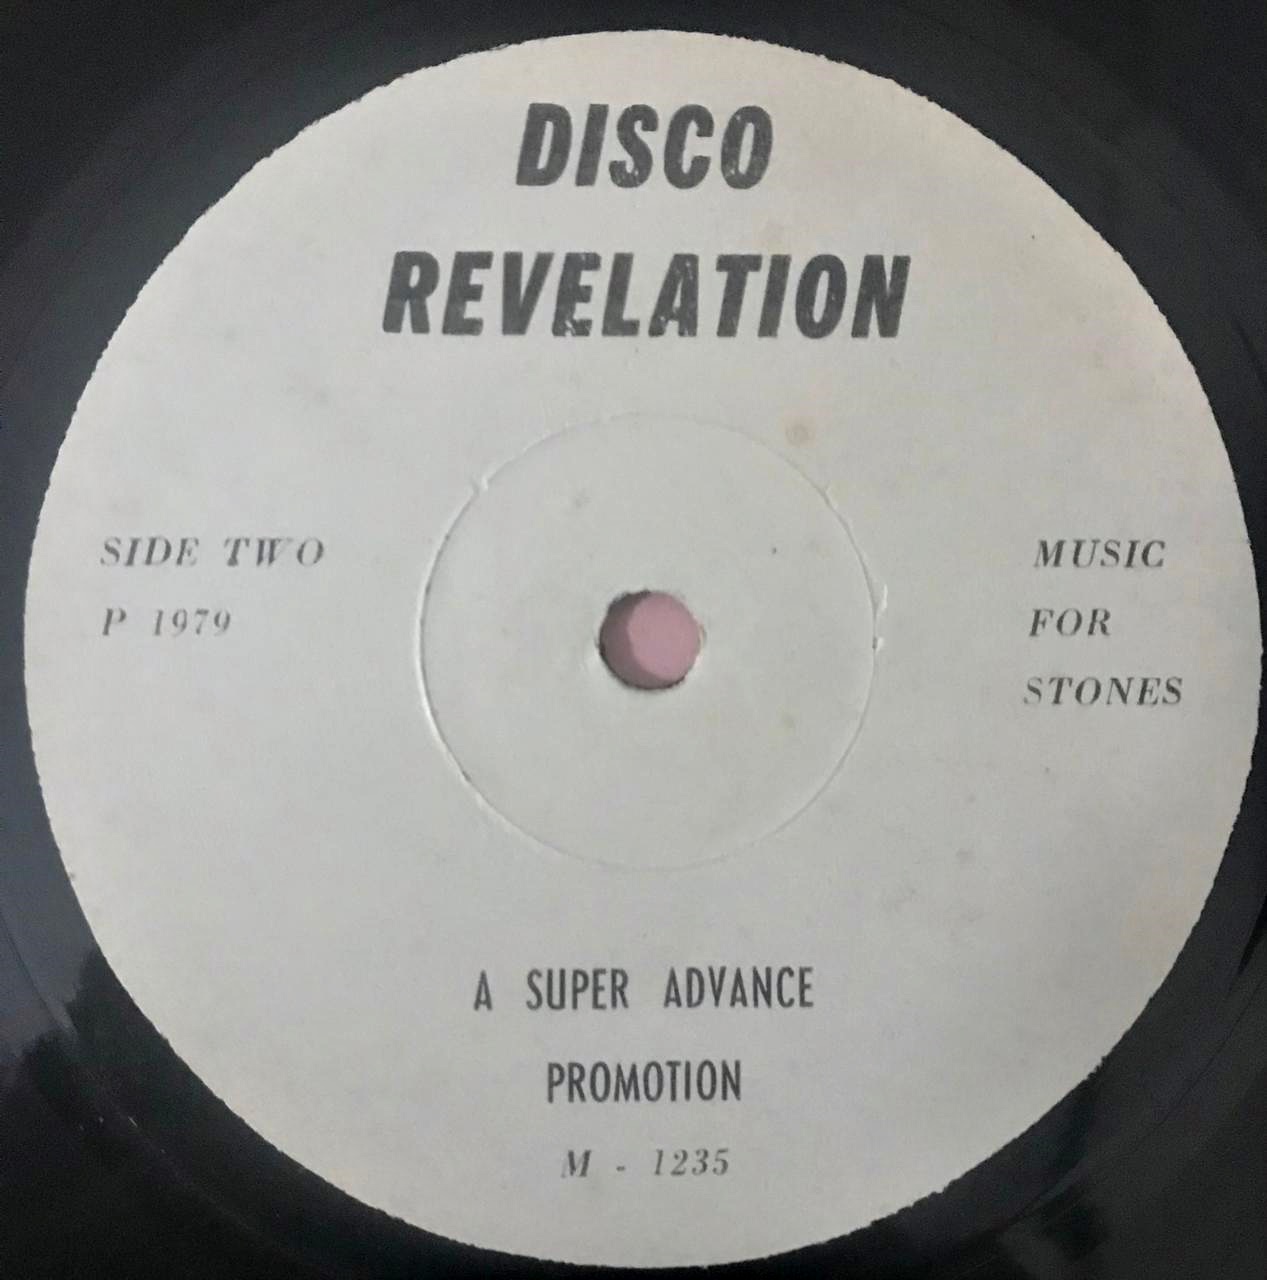 DISCO
REVELATION
SIDE TWO
P 1979
MUSIC
FOR
STONES
A SUPER ADVANCE
PROMOTION
M - 1235